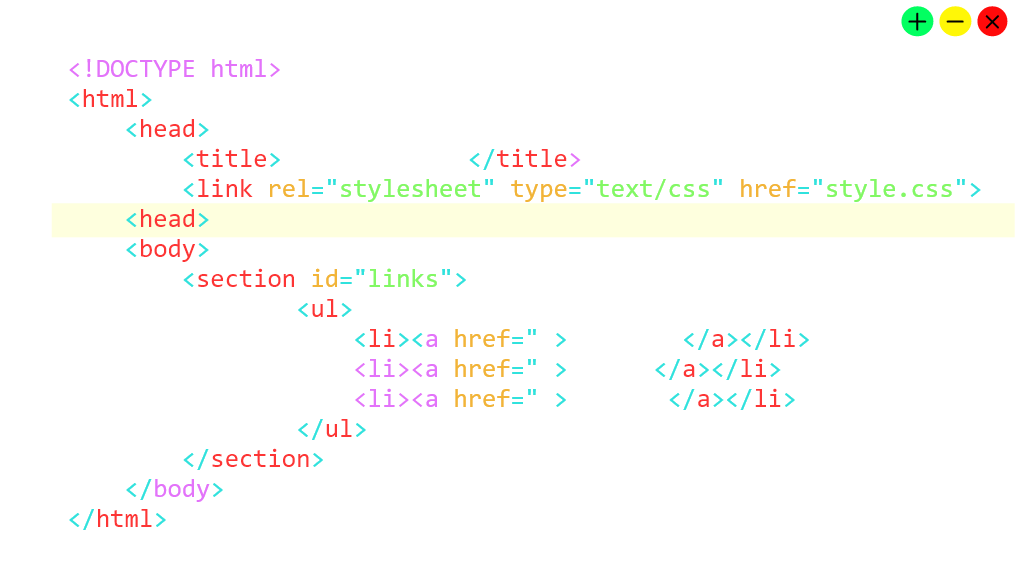 <!DOCTYPE html>
<html>
    <head>
        <title>             </title>
        <link rel="stylesheet" type="text/css" href="style.css">
    <head>
    <body>
        <section id="links">
                <ul>
                    <li><a href=" >        </a></li>
                    <li><a href=" >      </a></li>
                    <li><a href=" >       </a></li>
                </ul>
        </section>
    </body>
</html>